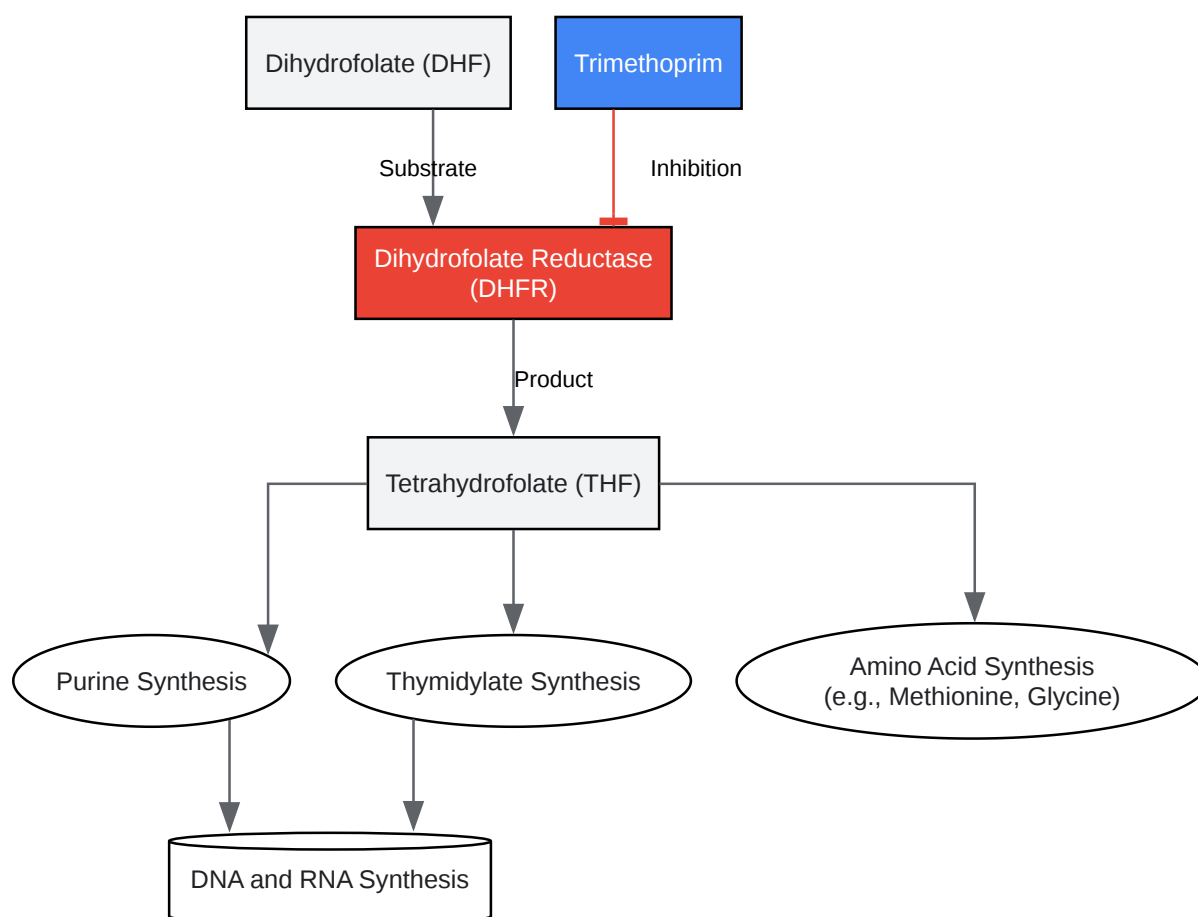 Dihydrofolate (DHF)
Trimethoprim
Substrate
Inhibition
Dihydrofolate Reductase
(DHFR)
Product
Tetrahydrofolate (THF)
Purine Synthesis
Thymidylate Synthesis
Amino Acid Synthesis
(e.g., Methionine, Glycine)
DNA and RNA Synthesis